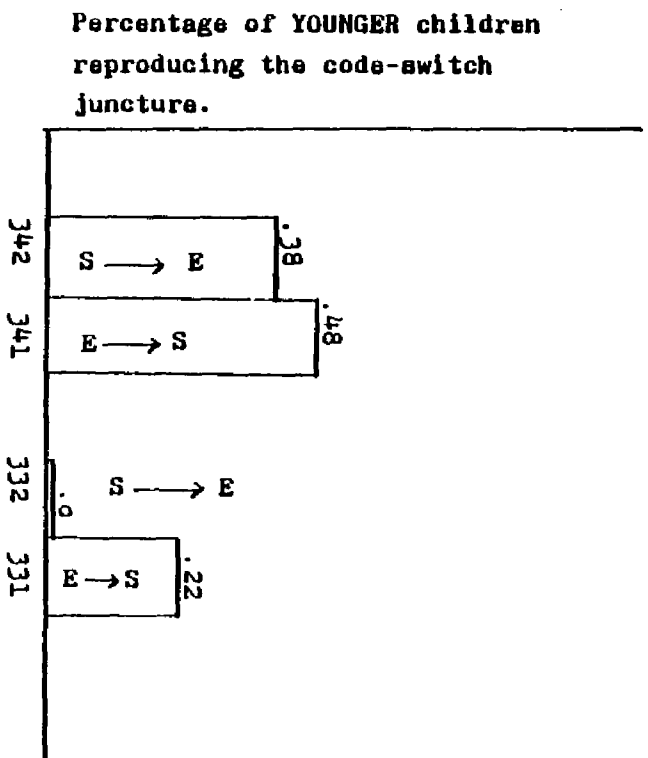 Percentage of YOUNGER children
reproducing the code-switch
juncture.
342
S → E
.38
341
E → S
.48
332
.0
S → E
331
E → S
.22